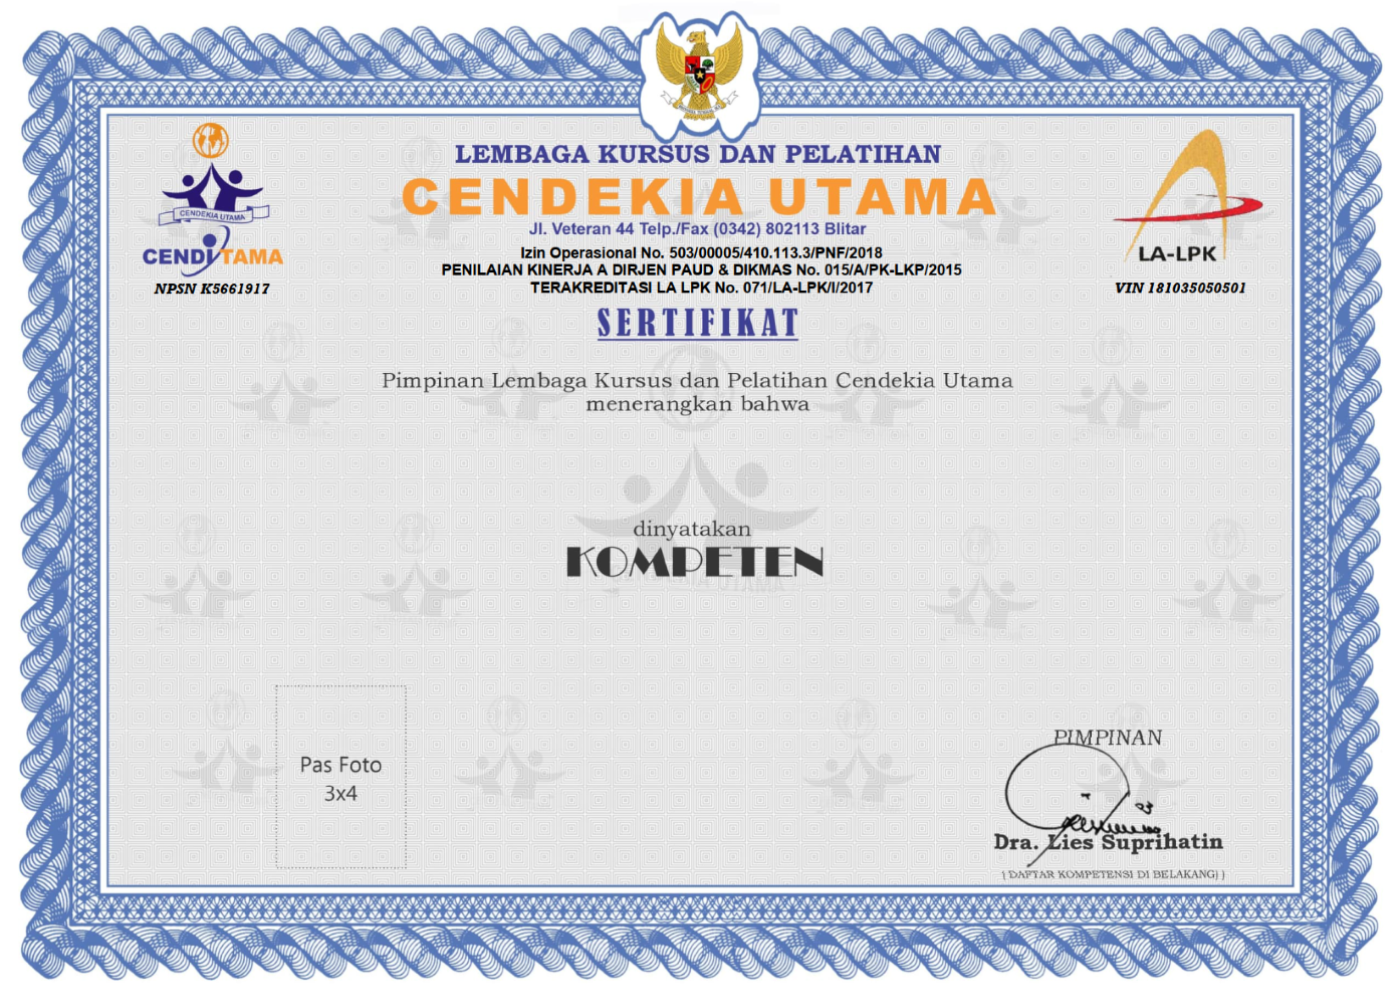 LEMBAGA KURSUS DAN PELATIHAN
CENDEKIA UTAMA
Jl. Veteran 44 Telp./Fax (0342) 802113 Blitar
Izin Operasional No. 503/00005/410.113.3/PNF/2018
PENILAIAN KINERJA A DIRJEN PAUD & DIKMAS No. 015/A/PK-LKP/2015
TERAKREDITASI LA LPK No. 071/LA-LPK/I/2017
CENDEKIA UTAMA
CENDITAMA
NPSN K5661917
LA-LPK
VIN 181035050501
SERTIFIKAT
Pimpinan Lembaga Kursus dan Pelatihan Cendekia Utama
menerangkan bahwa
dinyatakan
KOMPETEN
Pas Foto
3x4
PIMPINAN
Dra. Lies Suprihatin
( DAFTAR KOMPETENSI DI BELAKANG) )